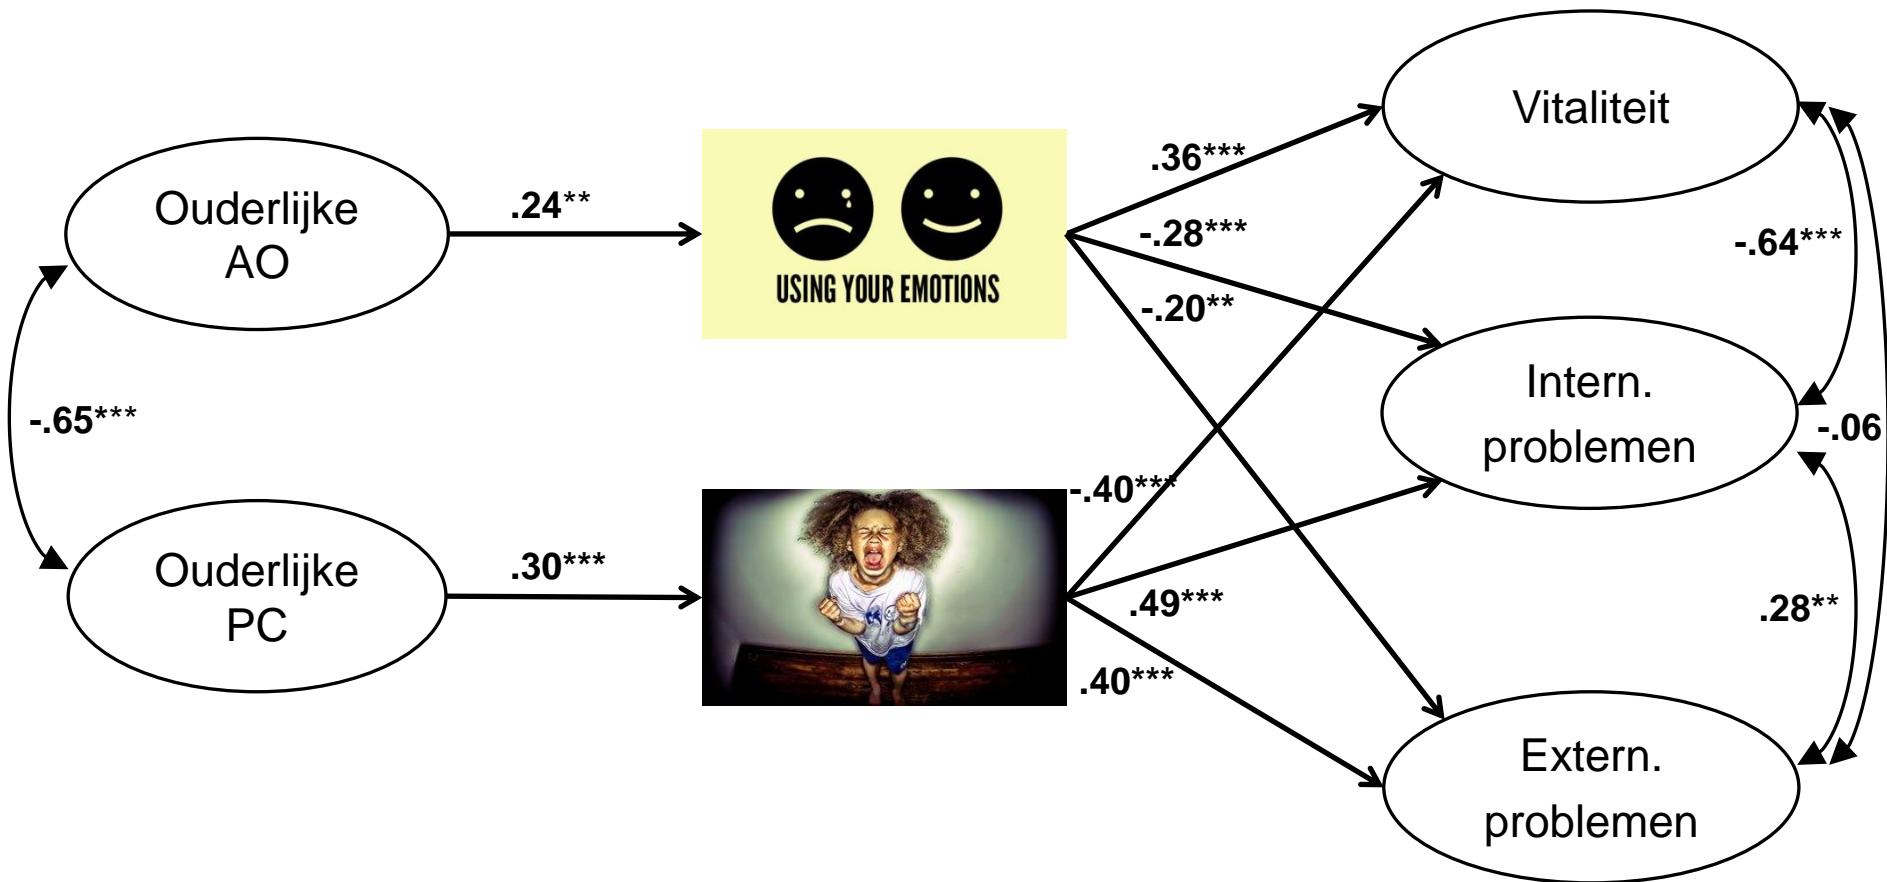 Ouderlijke
AO
Ouderlijke
PC
-.65***
.24**
.30***
USING YOUR EMOTIONS
.36***
-.28***
-.20**
-.40***
.49***
.40***
Vitaliteit
Intern.
problemen
Extern.
problemen
-.64***
-.06
.28**